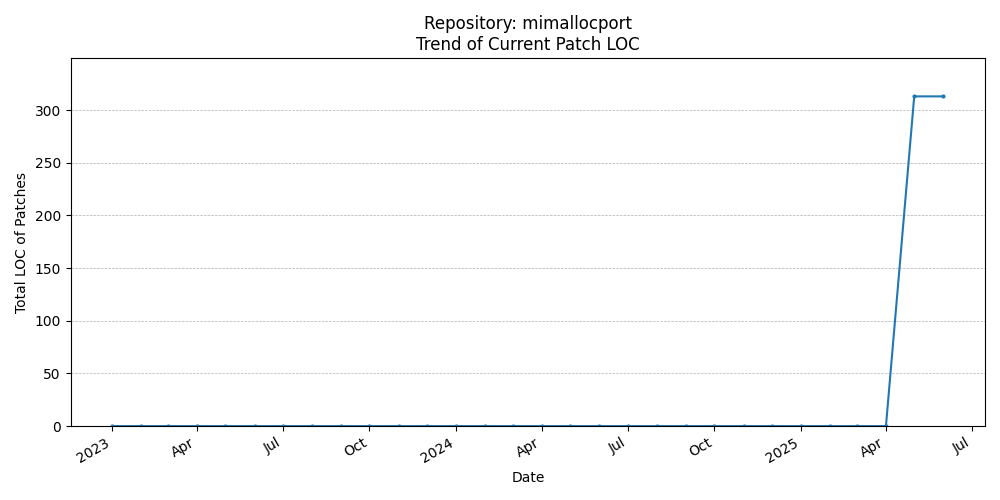 Repository: mimallocport
Trend of Current Patch LOC
Total LOC of Patches
300
250
200
150
100
50
0
2023
Apr
Jul
Oct
2024
Apr
Jul
Oct
2025
Apr
Jul
Date